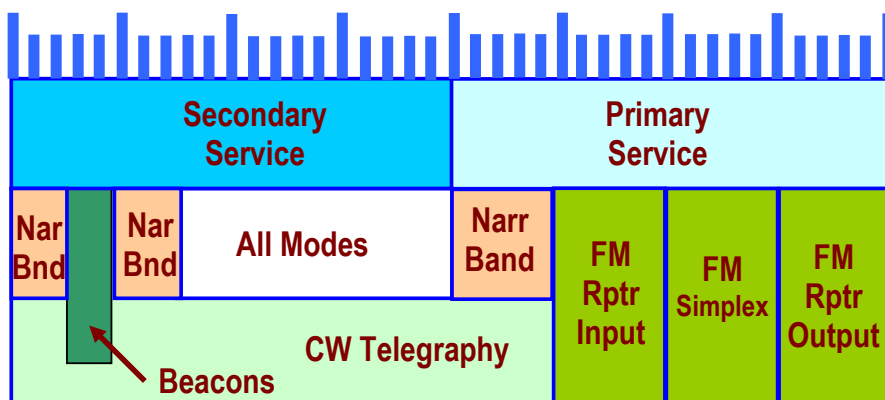 Secondary
Service
Primary
Service
Nar
Bnd
Nar
Bnd
All Modes
Narr
Band
FM
Rptr
Input
FM
Simplex
FM
Rptr
Output
CW Telegraphy
Beacons